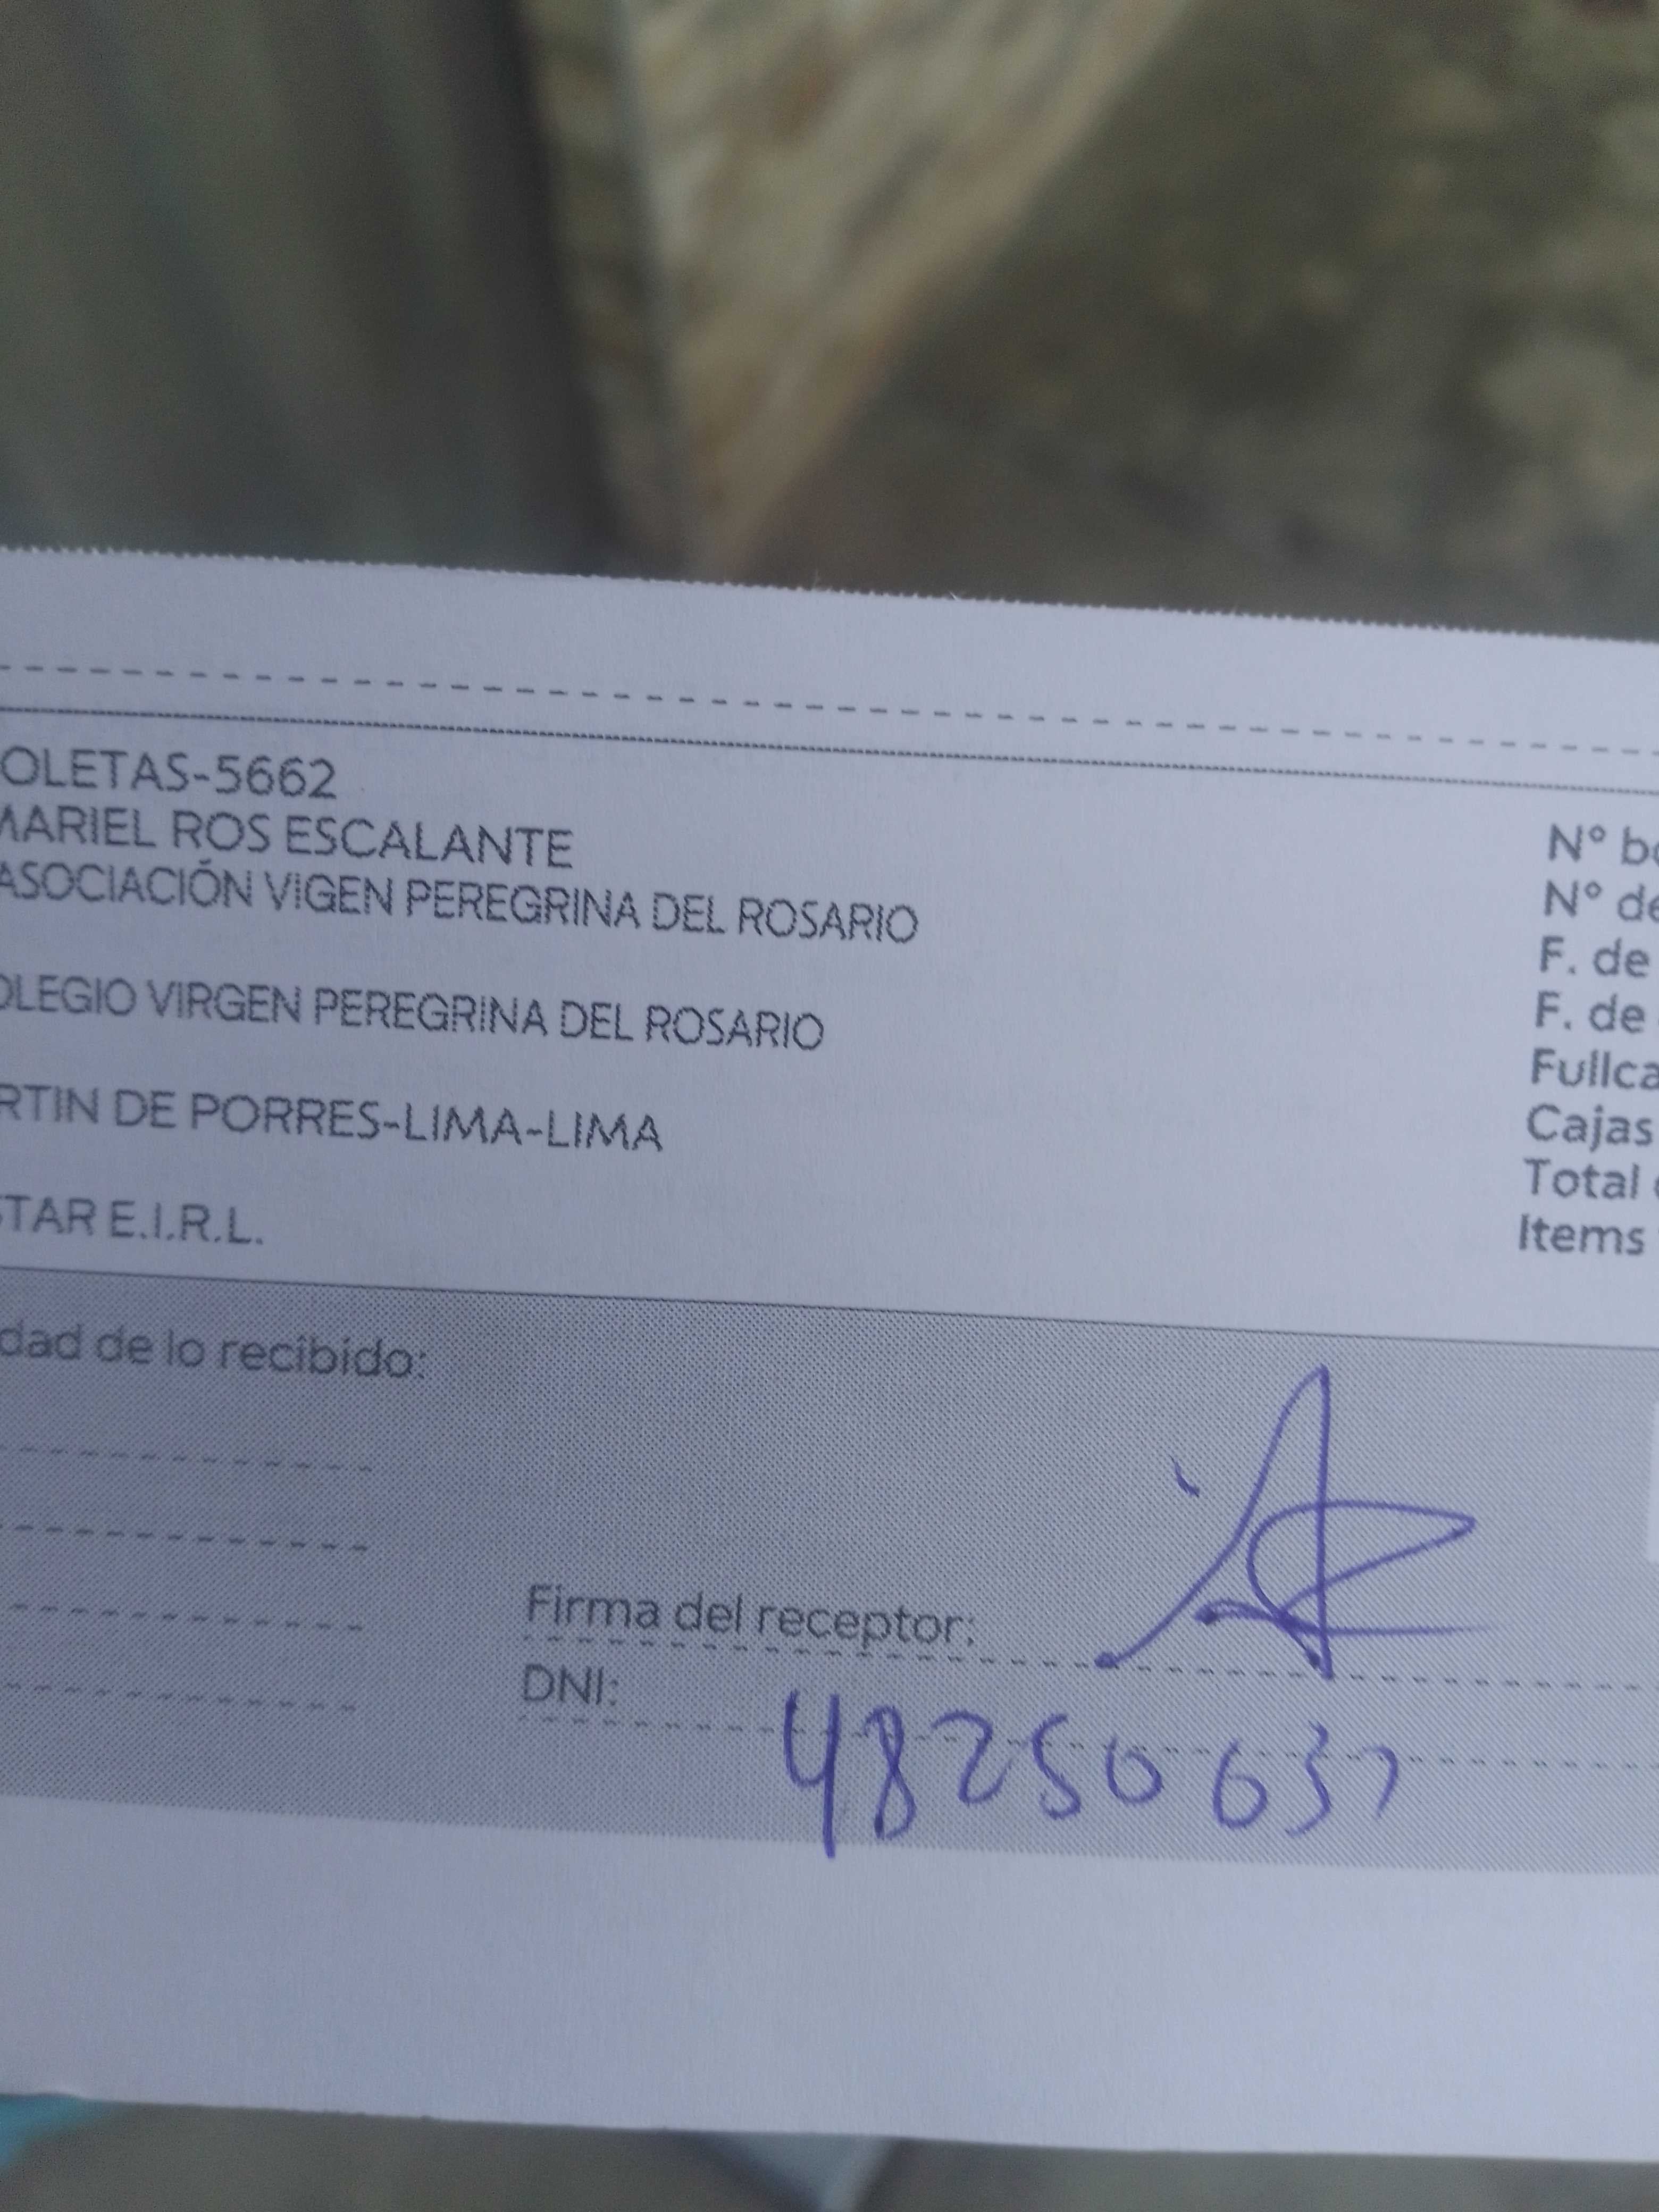 OLETAS-5662
MARIEL ROS ESCALANTE
ASOCIACIÓN VIGEN PEREGRINA DEL ROSARIO
OLEGIO VIRGEN PEREGRINA DEL ROSARIO
RTIN DE PORRES-LIMA-LIMA
STAR E.I.R.L.
N° bo
N° de
F. de
F. de
Fullca
Cajas
Total
Items
dad de lo recibido:
Firma del receptor:
DNI: 48250637